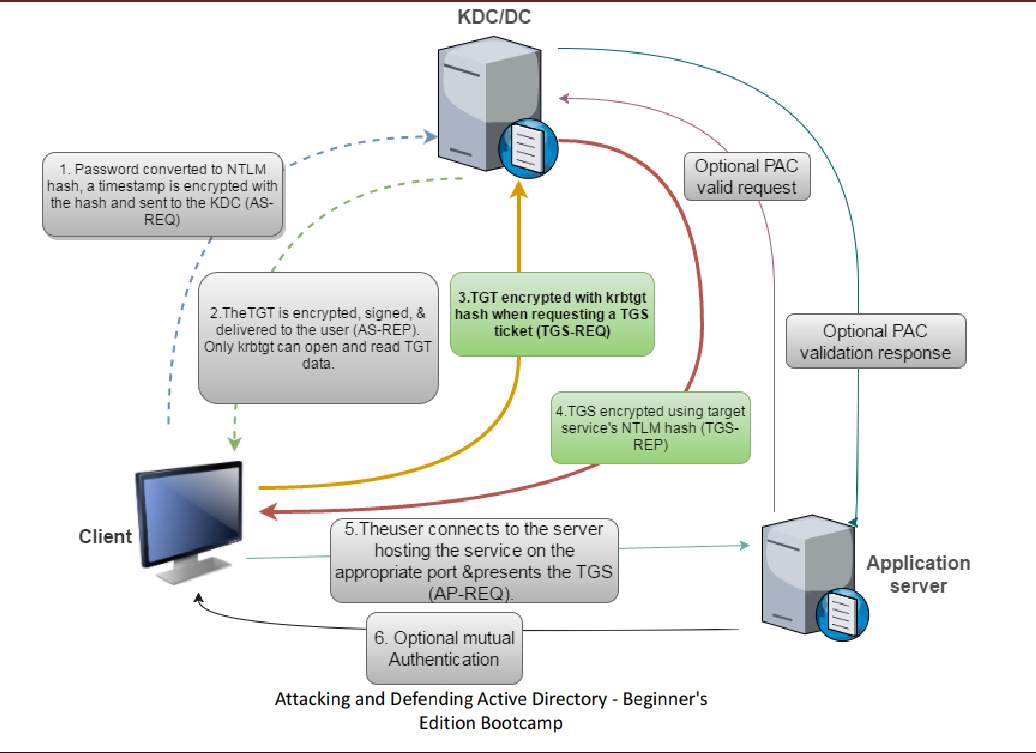 KDC/DC
1. Password converted to NTLM
hash, a timestamp is encrypted with
the hash and sent to the KDC (AS-
REQ)
Optional PAC
valid request
2.TheTGT is encrypted, signed, &
delivered to the user (AS-REP).
Only krbtgt can open and read TGT
data.
3.TGT encrypted with krbtgt
hash when requesting a TGS
ticket (TGS-REQ)
Optional PAC
validation response
4.TGS encrypted using target
service's NTLM hash (TGS-
REP)
Client
5.Theuser connects to the server
hosting the service on the
appropriate port &presents the TGS
(AP-REQ).
Application
server
6. Optional mutual
Authentication
Attacking and Defending Active Directory - Beginner's
Edition Bootcamp